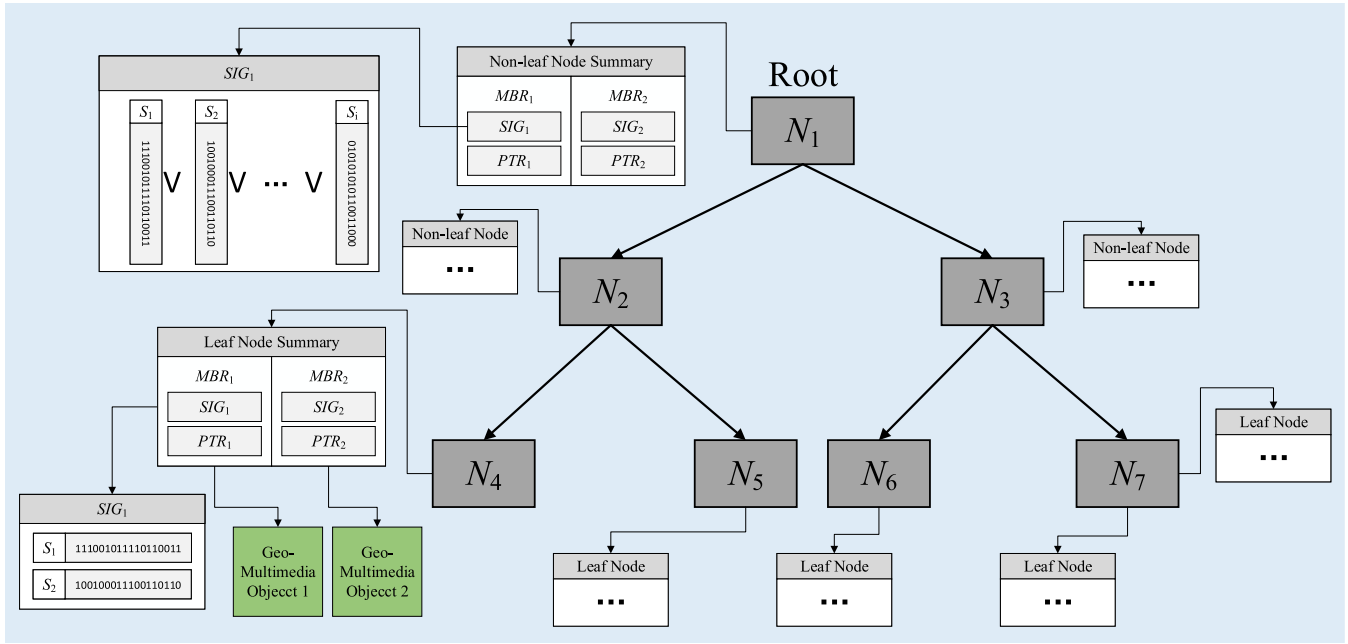 SIG₁
S₁
S₂
Sᵢ
111001011110110011
V
100100011100110110
V
...
V
010101010110011000
Non-leaf Node Summary
MBR₁
MBR₂
SIG₁
SIG₂
PTR₁
PTR₂
Root
N₁
Non-leaf Node
...
N₂
N₃
Non-leaf Node
...
Leaf Node Summary
MBR₁
MBR₂
SIG₁
SIG₂
PTR₁
PTR₂
N₄
N₅
N₆
N₇
Leaf Node
...
SIG₁
S₁ 111001011110110011
S₂ 100100011100110110
Geo-
Multimedia
Objecct 1
Geo-
Multimedia
Objecct 2
Leaf Node
...
Leaf Node
...
Leaf Node
...